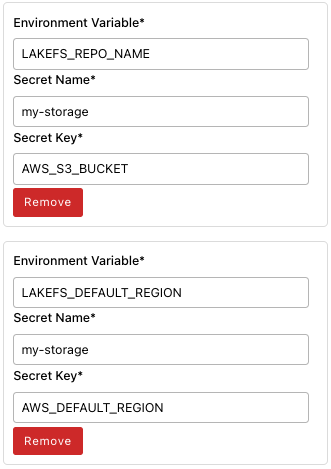 Environment Variable*
LAKEFS_REPO_NAME
Secret Name*
my-storage
Secret Key*
AWS_S3_BUCKET
Remove
Environment Variable*
LAKEFS_DEFAULT_REGION
Secret Name*
my-storage
Secret Key*
AWS_DEFAULT_REGION
Remove